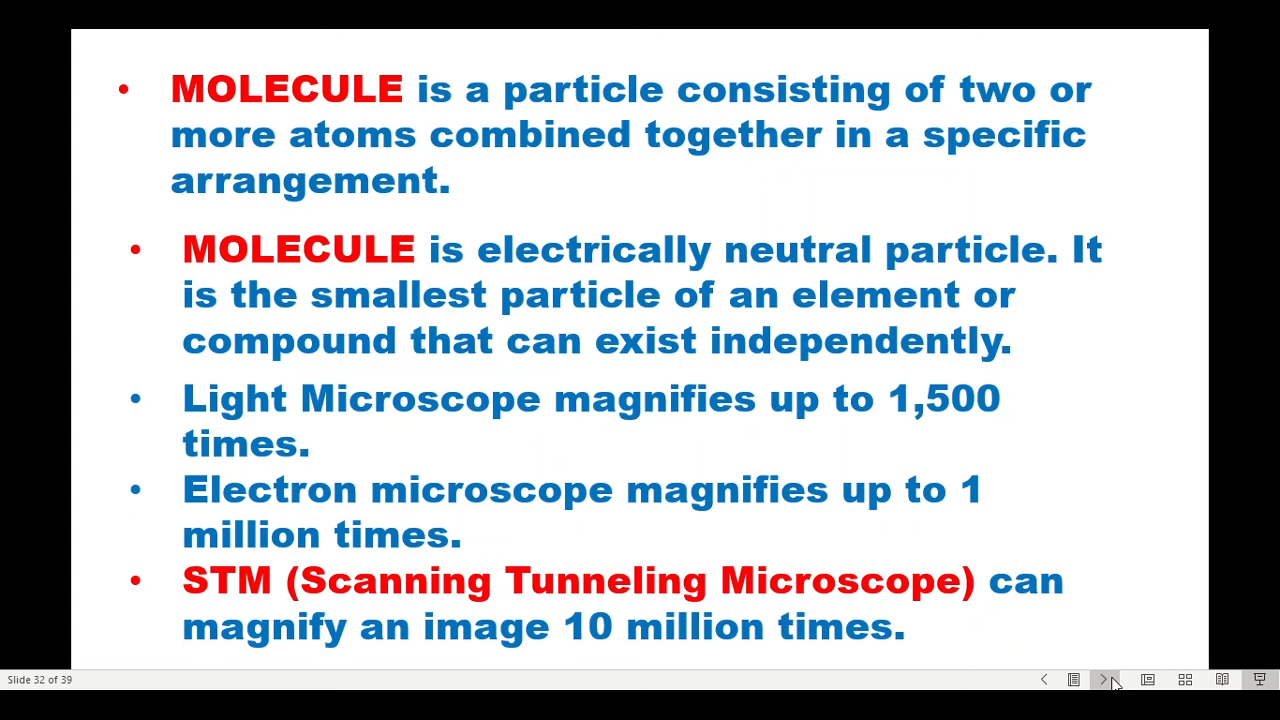 • MOLECULE is a particle consisting of two or
more atoms combined together in a specific
arrangement.
• MOLECULE is electrically neutral particle. It
is the smallest particle of an element or
compound that can exist independently.
• Light Microscope magnifies up to 1,500
times.
• Electron microscope magnifies up to 1
million times.
• STM (Scanning Tunneling Microscope) can
magnify an image 10 million times.
Slide 32 of 39